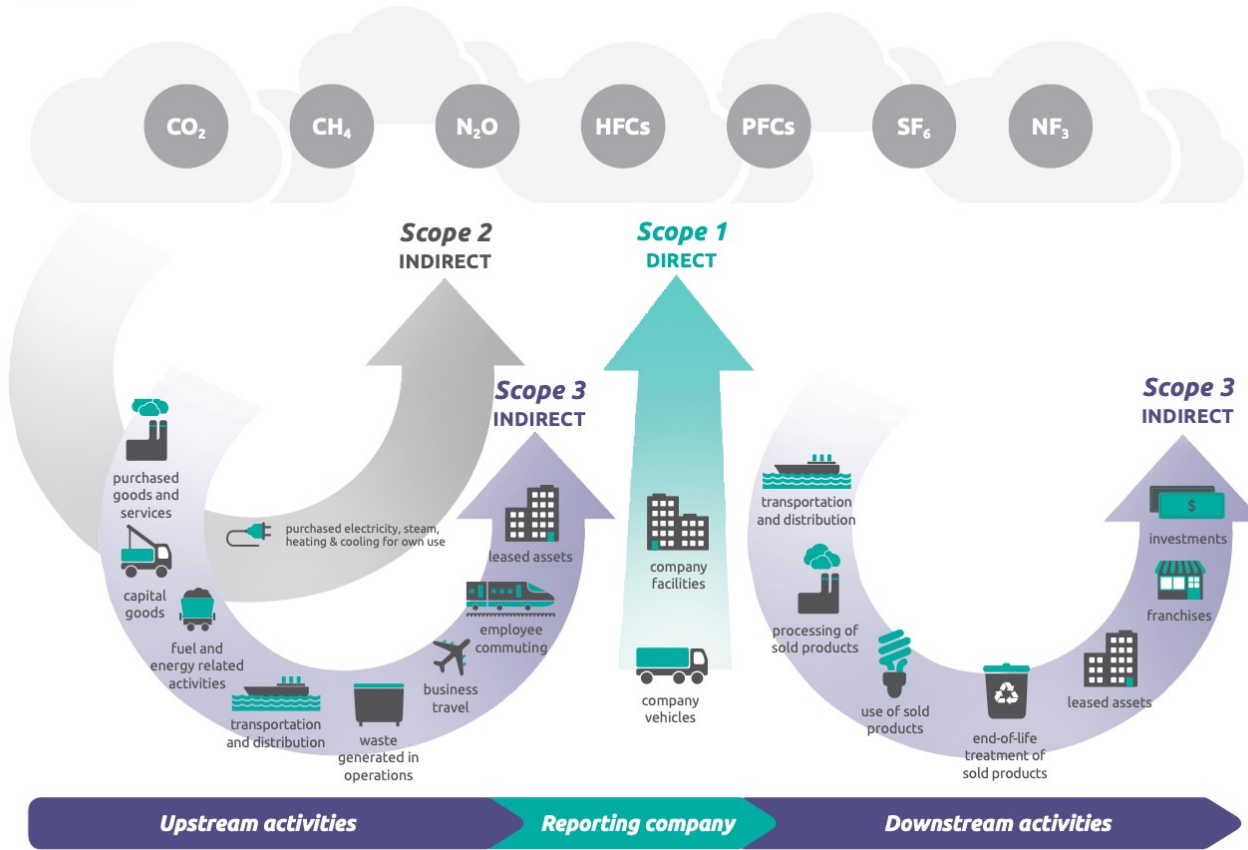 CO₂
CH₄
N₂O
HFCs
PFCs
SF₆
NF₃
Scope 2
INDIRECT
Scope 1
DIRECT
Scope 3
INDIRECT
Scope 3
INDIRECT
purchased
goods and
services
capital
goods
fuel and
energy related
activities
transportation
and distribution
waste
generated in
operations
business
travel
employee
commuting
leased assets
purchased electricity, steam,
heating & cooling for own use
company
facilities
company
vehicles
transportation
and distribution
processing of
sold products
use of sold
products
end-of-life
treatment of
sold products
leased assets
franchises
$
investments
Upstream activities
Reporting company
Downstream activities